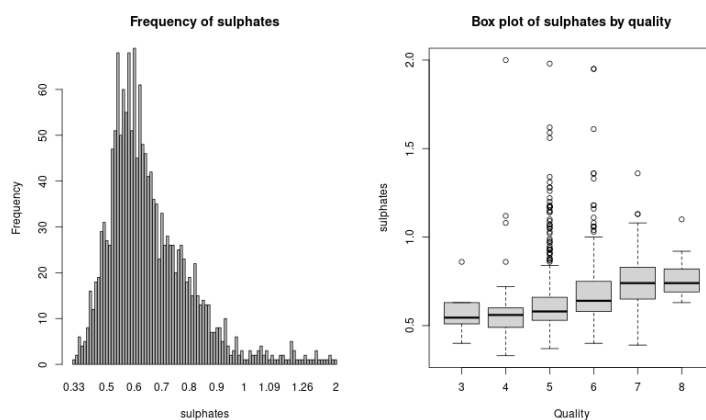 Frequency of sulphates
Frequency
0
10
20
30
40
50
60
0.33 0.5 0.6 0.7 0.8 0.9 1 1.09 1.26 2
sulphates
Box plot of sulphates by quality
sulphates
0.5
1.0
1.5
2.0
3 4 5 6 7 8
Quality